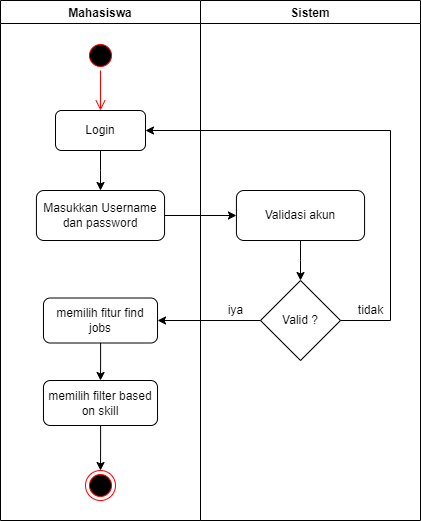 Mahasiswa
Sistem
Login
Masukkan Username
dan password
Validasi akun
memilih fitur find
jobs
iya
Valid ?
tidak
memilih filter based
on skill